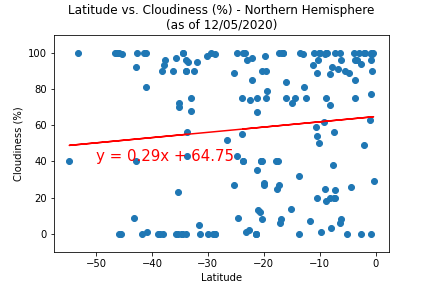 Latitude vs. Cloudiness (%) - Northern Hemisphere
(as of 12/05/2020)
100
80
60
40
20
0
Cloudiness (%)
y = 0.29x + 64.75
−50 −40 −30 −20 −10 0
Latitude